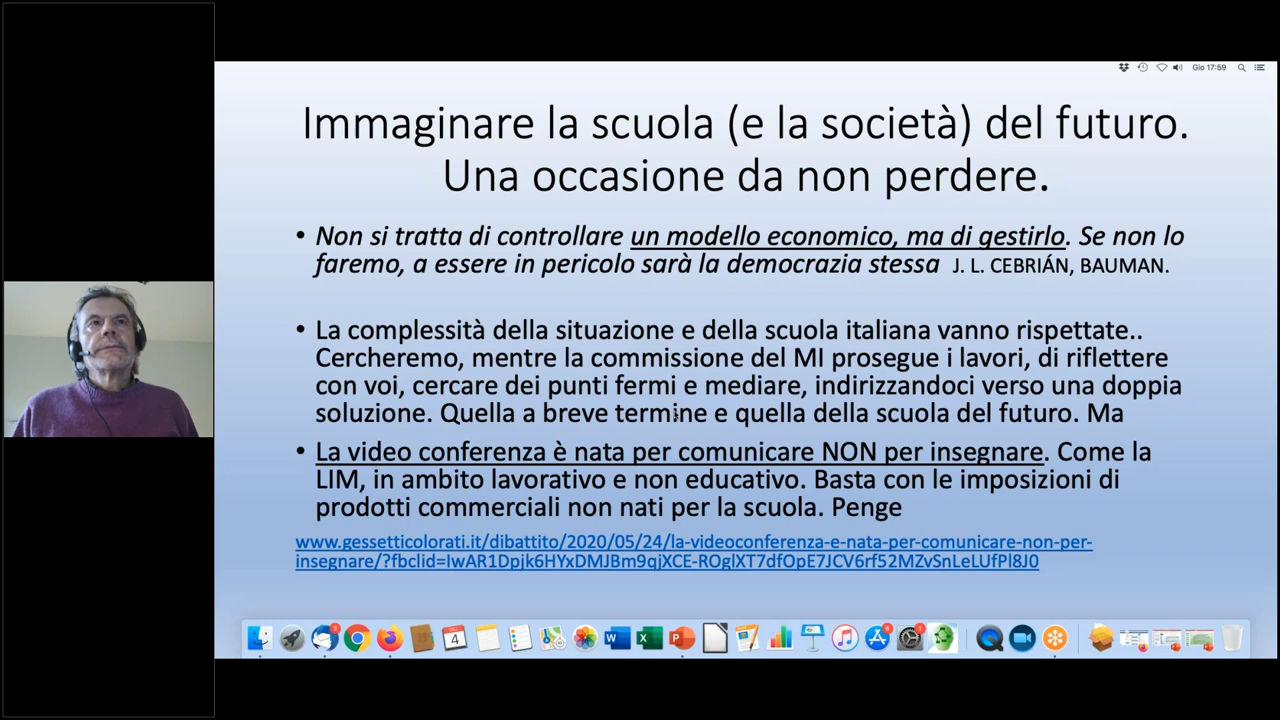 Gio 17:59
Immaginare la scuola (e la società) del futuro.
Una occasione da non perdere.
• Non si tratta di controllare un modello economico, ma di gestirlo. Se non lo
faremo, a essere in pericolo sarà la democrazia stessa J. L. CEBRIÁN, BAUMAN.
• La complessità della situazione e della scuola italiana vanno rispettate..
Cercheremo, mentre la commissione del MI prosegue i lavori, di riflettere
con voi, cercare dei punti fermi e mediare, indirizzandoci verso una doppia
soluzione. Quella a breve termine e quella della scuola del futuro. Ma
• La video conferenza è nata per comunicare NON per insegnare. Come la
LIM, in ambito lavorativo e non educativo. Basta con le imposizioni di
prodotti commerciali non nati per la scuola. Penge
www.gessetticolorati.it/dibattito/2020/05/24/la-videoconferenza-e-nata-per-comunicare-non-per-
insegnare/?fbclid=IwAR1Dpjk6HYxDMJBm9qjXCE-ROglXT7dfOpE7JCV6rf52MZvSnLeLUfPl8J0
4